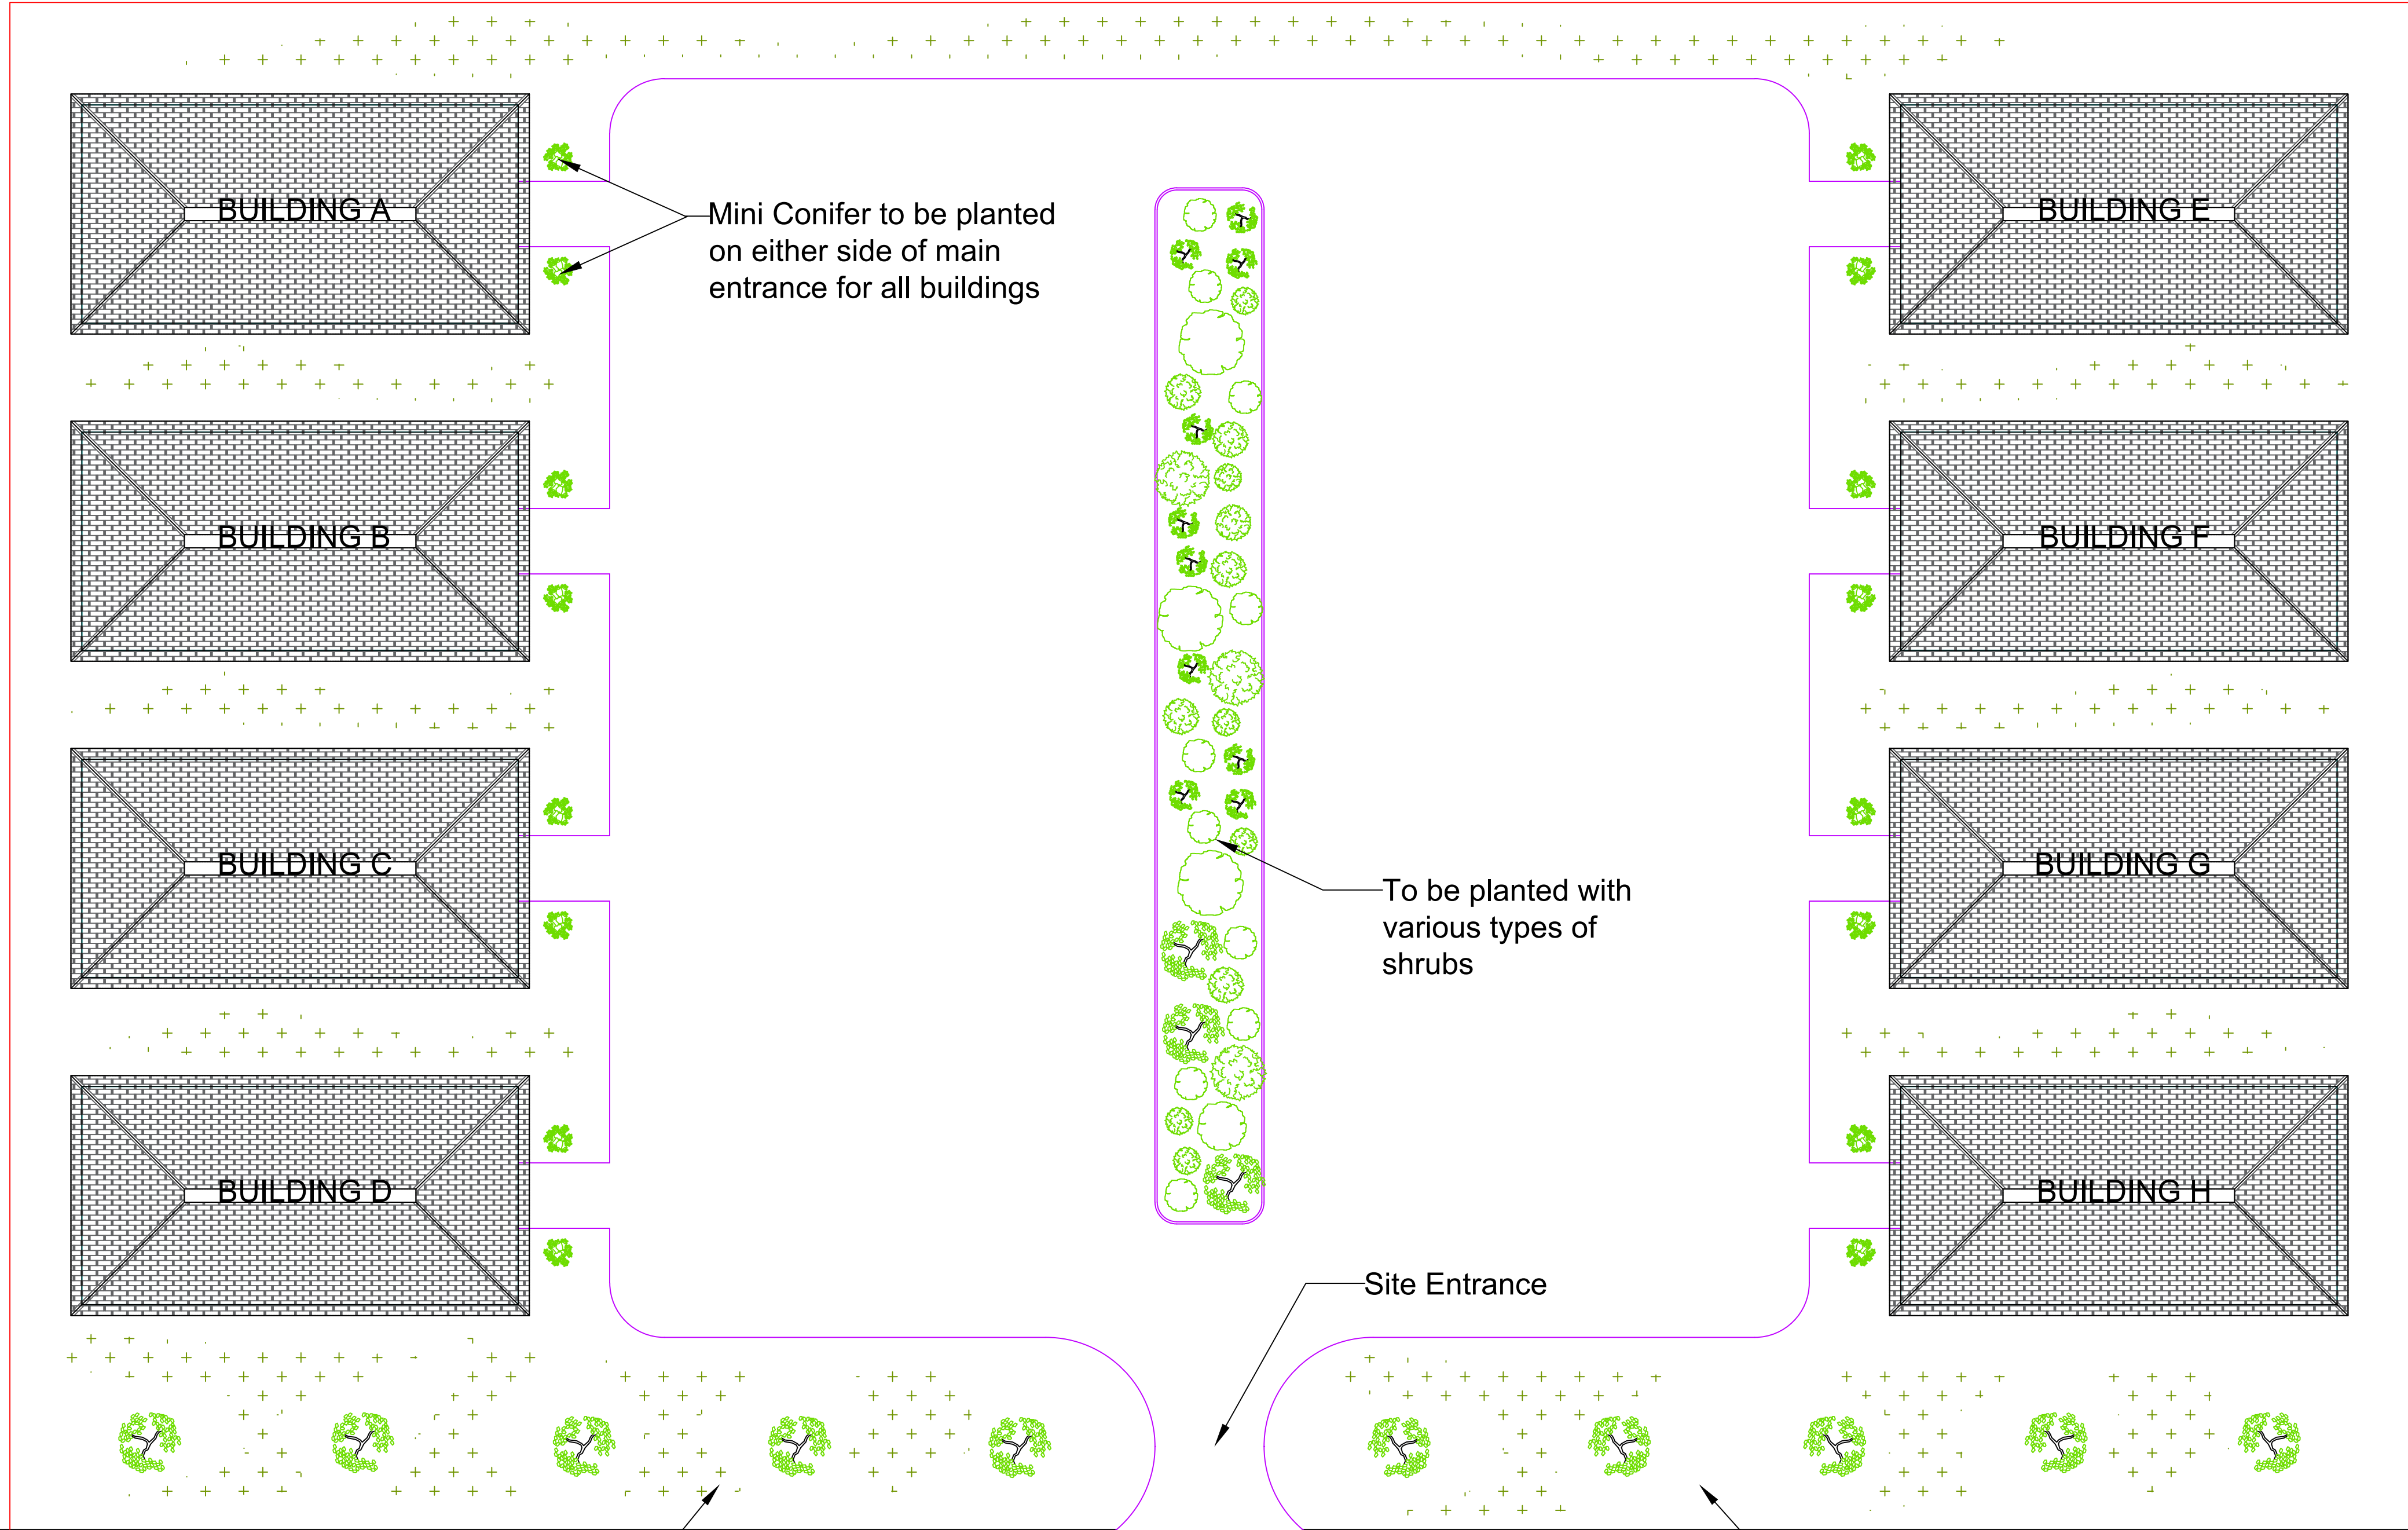 BUILDING A
BUILDING E
Mini Conifer to be planted
on either side of main
entrance for all buildings
BUILDING B
BUILDING F
BUILDING C
BUILDING G
To be planted with
various types of
shrubs
BUILDING D
BUILDING H
Site Entrance